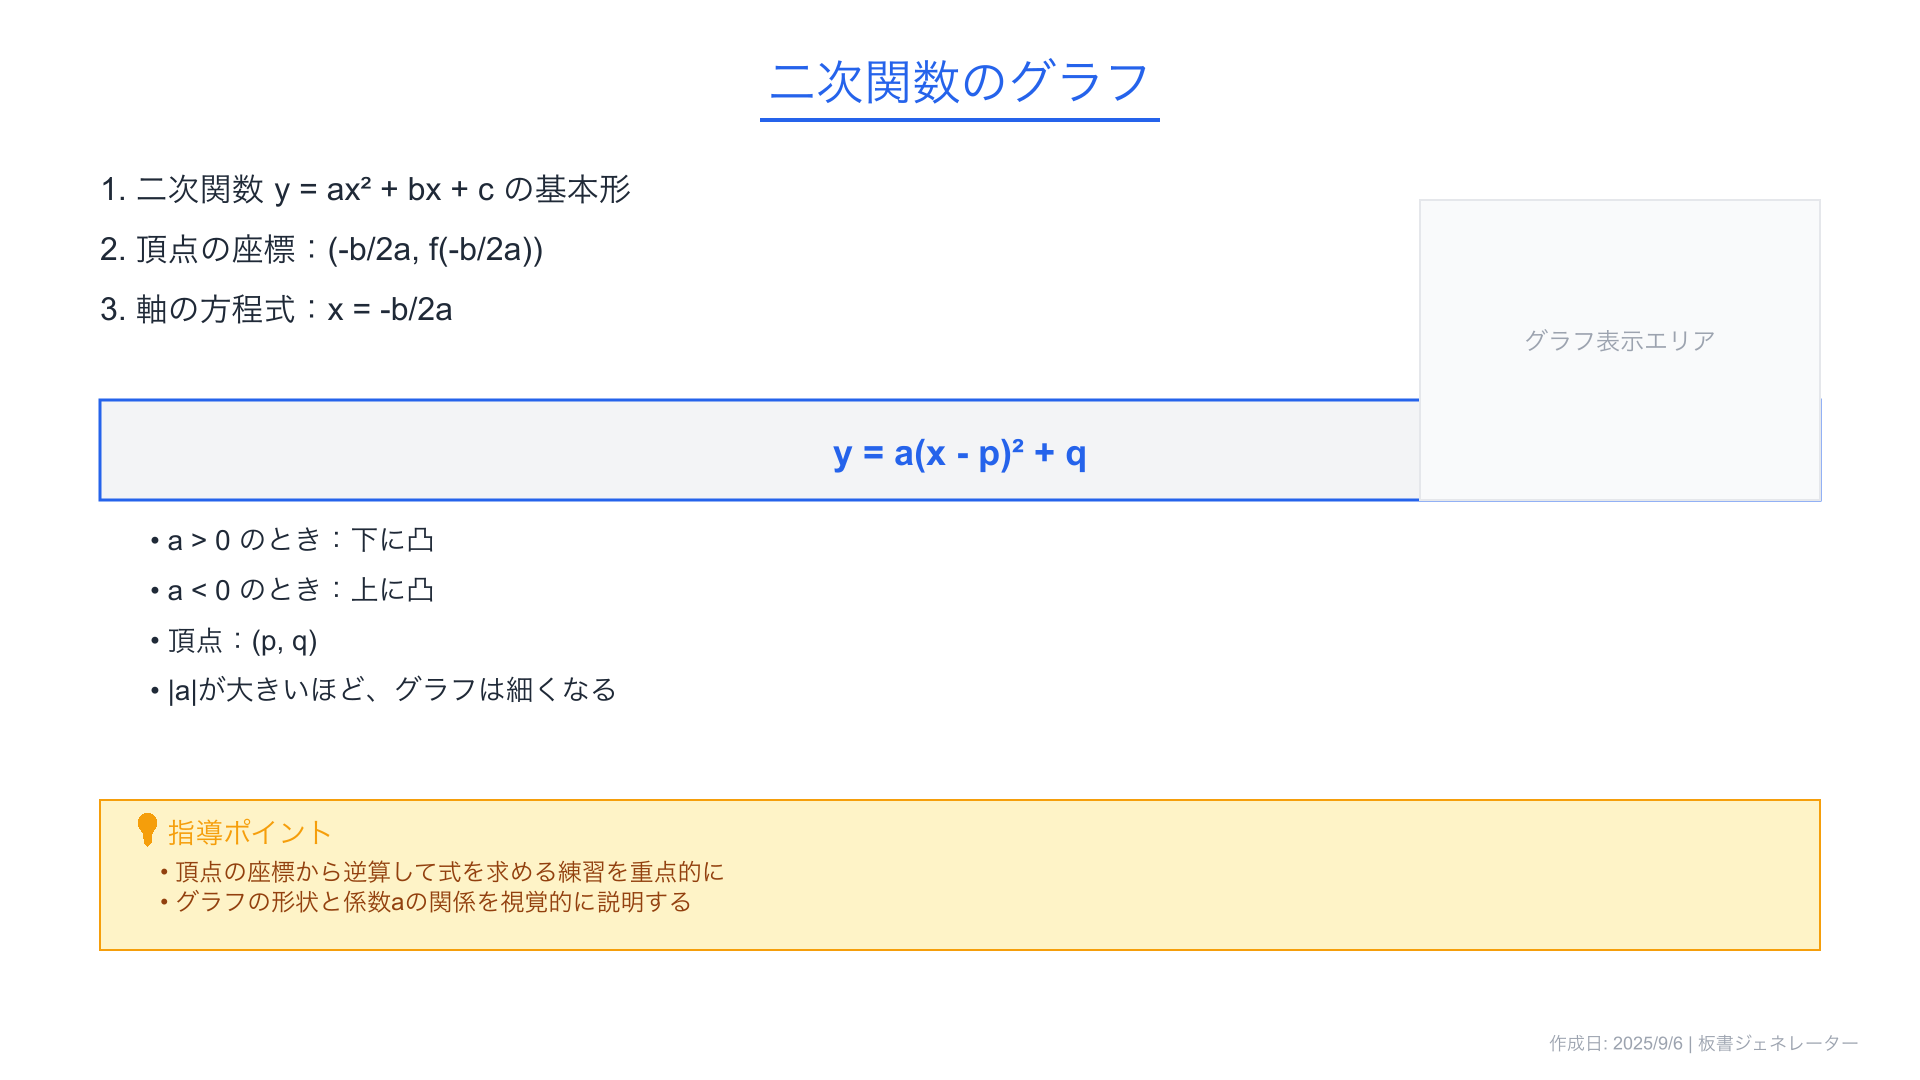 二次関数のグラフ
1. 二次関数 y = ax² + bx + c の基本形
2. 頂点の座標：(-b/2a, f(-b/2a))
3. 軸の方程式：x = -b/2a
グラフ表示エリア
y = a(x - p)² + q
• a > 0 のとき：下に凸
• a < 0 のとき：上に凸
• 頂点：(p, q)
• |a|が大きいほど、グラフは細くなる
指導ポイント
• 頂点の座標から逆算して式を求める練習を重点的に
• グラフの形状と係数aの関係を視覚的に説明する
作成日: 2025/9/6 | 板書ジェネレーター